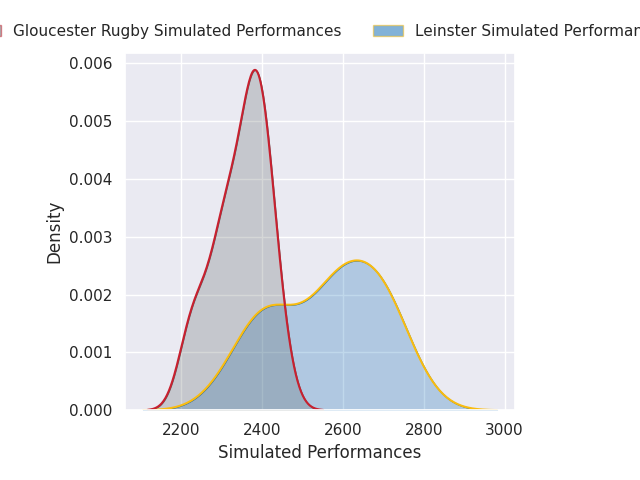 Gloucester Rugby Simulated Performances
Leinster Simulated
0.006
0.005
0.004
0.003
0.002
0.001
0.000
Density
2200 2400 2600 2800 3000
Simulated Performances